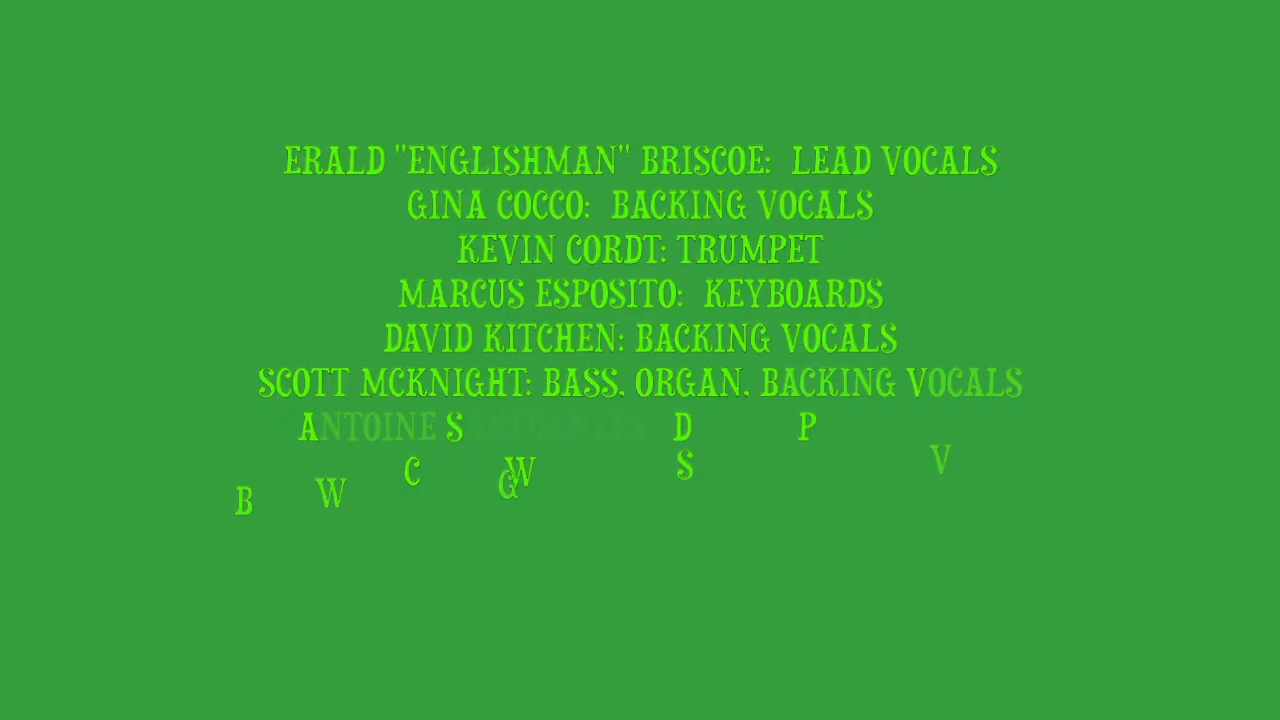 ERALD "ENGLISHMAN" BRISCOE: LEAD VOCALS
GINA COCCO: BACKING VOCALS
KEVIN CORDT: TRUMPET
MARCUS ESPOSITO: KEYBOARDS
DAVID KITCHEN: BACKING VOCALS
SCOTT MCKNIGHT: BASS, ORGAN, BACKING VOCALS
ANTOINE S D P
C W S V
B W G